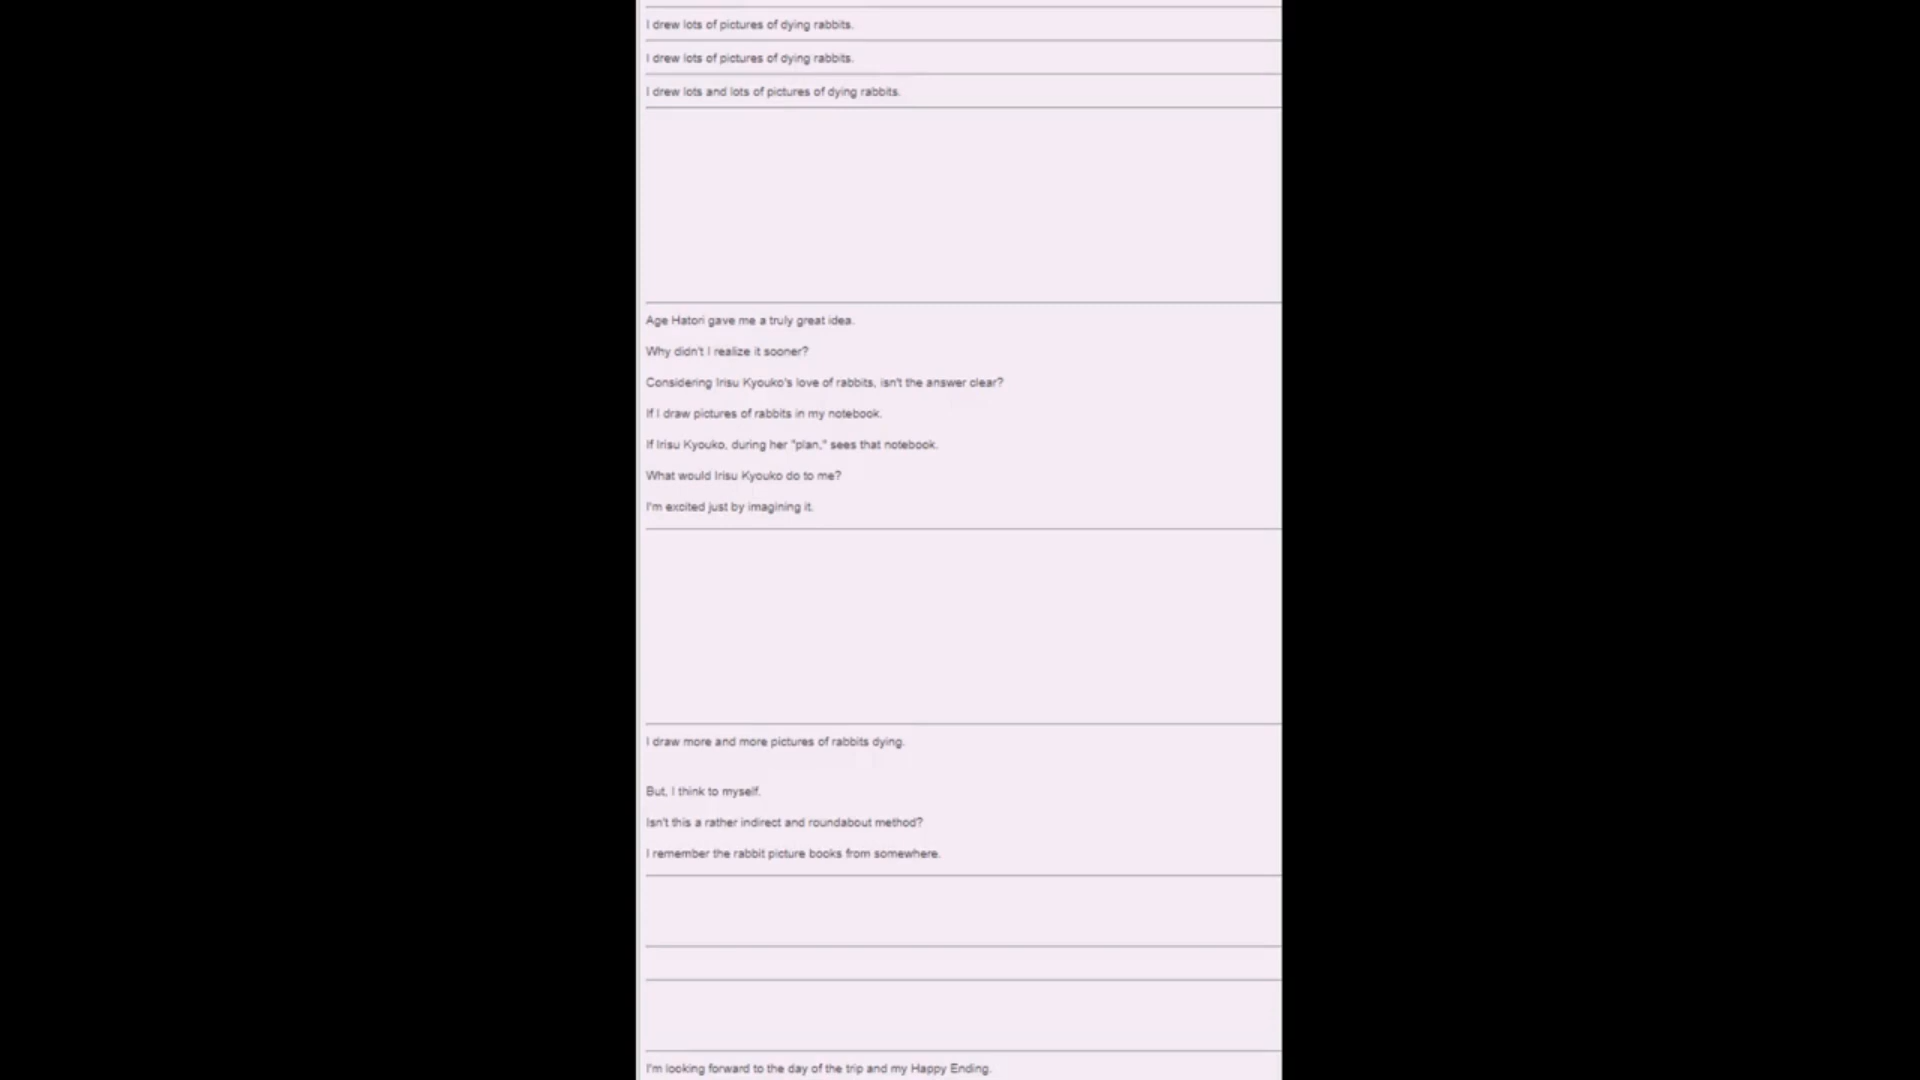 I drew lots of pictures of dying rabbits.
I drew lots of pictures of dying rabbits.
I drew lots and lots of pictures of dying rabbits.
Age Hatori gave me a truly great idea.
Why didn't I realize it sooner?
Considering Irisu Kyouko's love of rabbits, isn't the answer clear?
If I draw pictures of rabbits in my notebook.
If Irisu Kyouko, during her "plan," sees that notebook.
What would Irisu Kyouko do to me?
I'm excited just by imagining it.
I draw more and more pictures of rabbits dying.
But, I think to myself.
Isn't this a rather indirect and roundabout method?
I remember the rabbit picture books from somewhere.
I'm looking forward to the day of the trip and my Happy Ending.